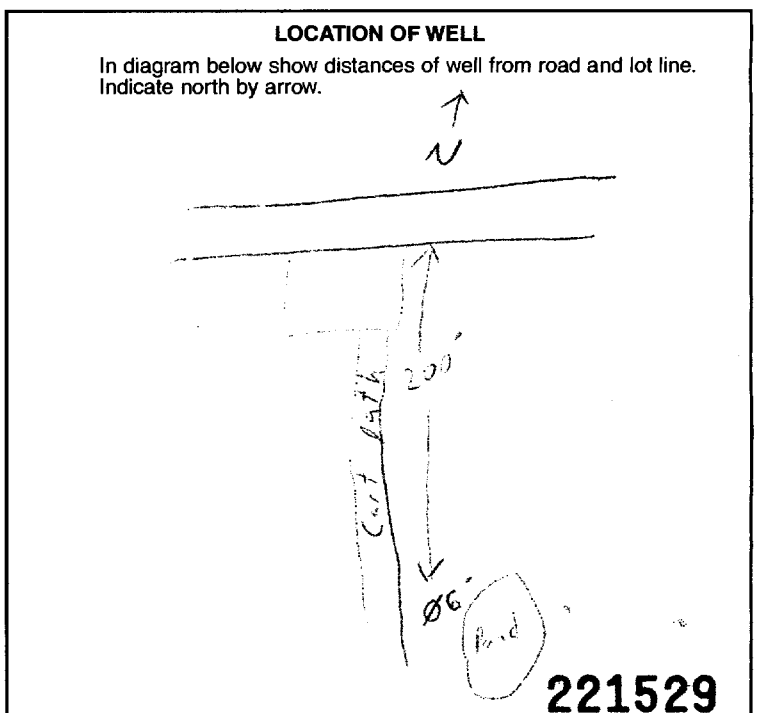 LOCATION OF WELL
In diagram below show distances of well from road and lot line.
Indicate north by arrow.
N
200'
Cart path
Ø6"
Pond
221529